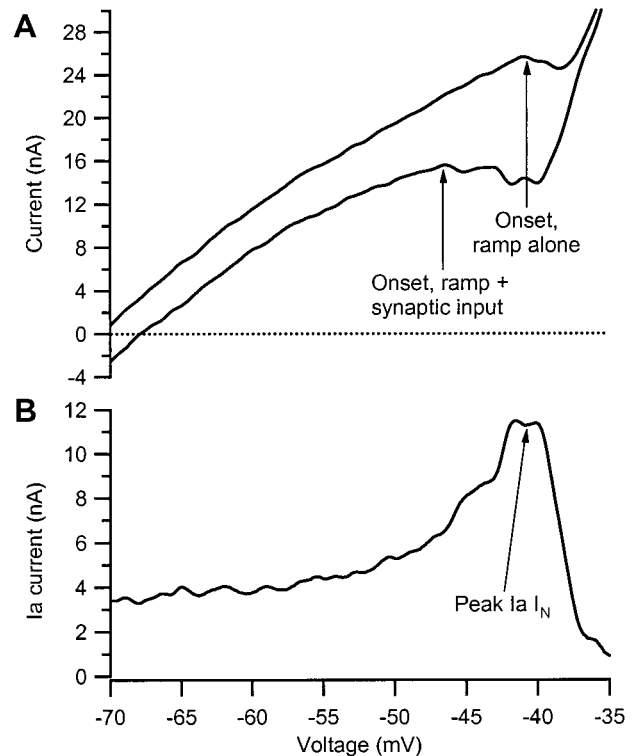 A
28
24
20
16
12
8
4
0
-4
Current (nA)
Onset,
ramp alone
Onset, ramp +
synaptic input
B
12
10
8
6
4
2
0
Ia current (nA)
Peak Ia I_N
-70 -65 -60 -55 -50 -45 -40 -35
Voltage (mV)